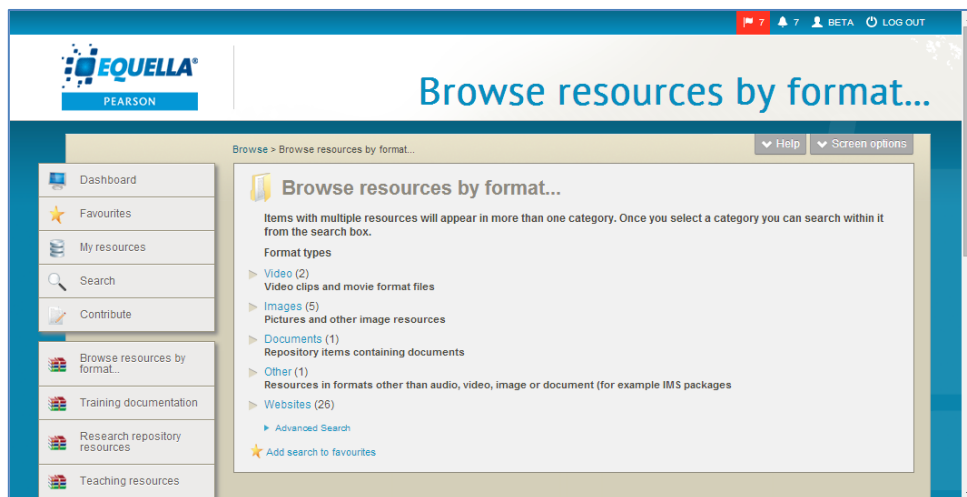 7 7 BETA LOG OUT
EQUELLA®
PEARSON
Browse resources by format...
Browse > Browse resources by format...
Help Screen options
Dashboard
Favourites
My resources
Search
Contribute
Browse resources by
format...
Training documentation
Research repository
resources
Teaching resources
Browse resources by format...
Items with multiple resources will appear in more than one category. Once you select a category you can search within it
from the search box.
Format types
Video (2)
Video clips and movie format files
Images (5)
Pictures and other image resources
Documents (1)
Repository items containing documents
Other (1)
Resources in formats other than audio, video, image or document (for example IMS packages
Websites (26)
Advanced Search
Add search to favourites